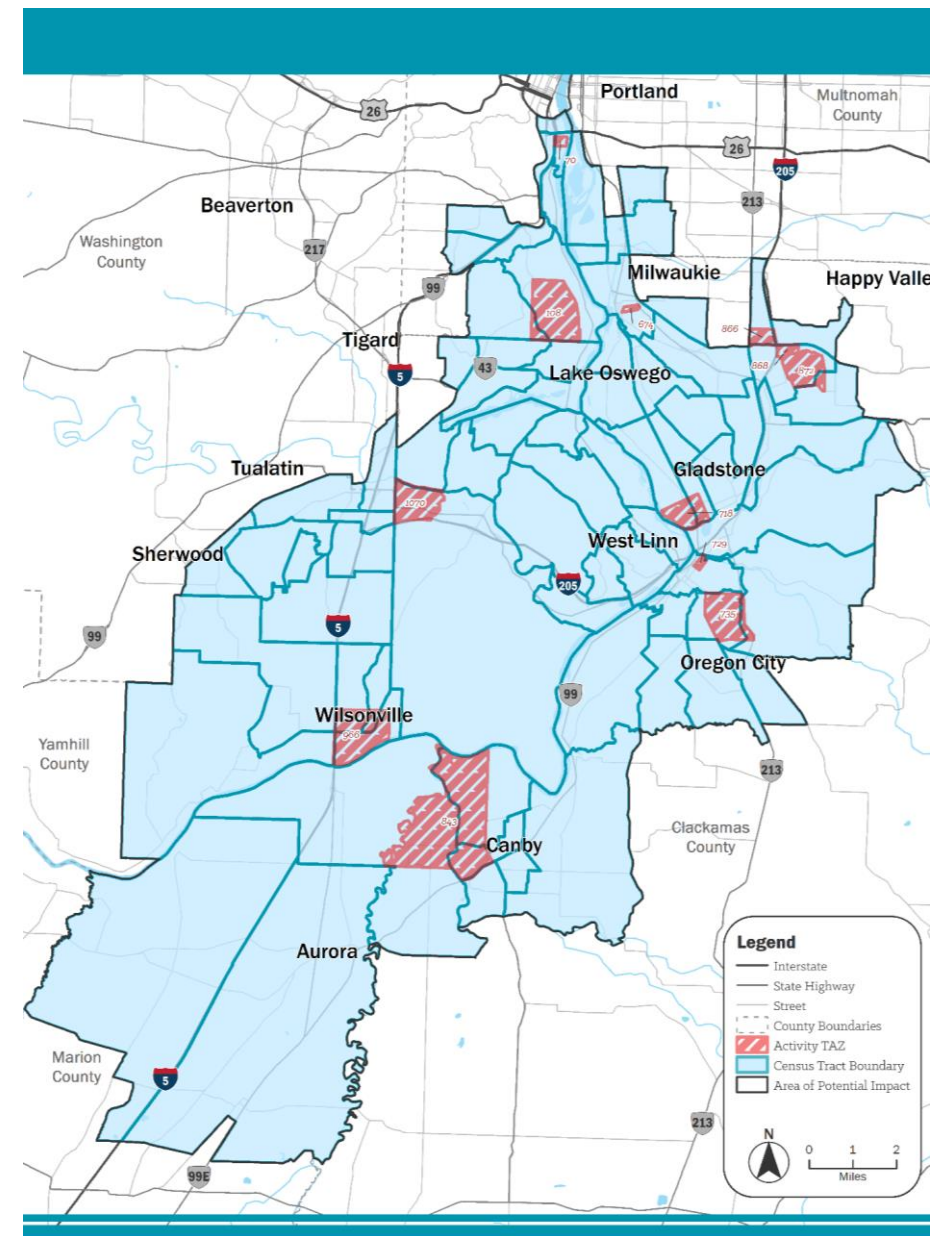 Portland
Multnomah
County
26
26
70
205
213
Beaverton
Washington
County
217
Milwaukie
Happy Valle
99
108
674
866
Tigard
868
872
5
43
Lake Oswego
Tualatin
Gladstone
1070
718
West Linn
729
Sherwood
205
5
735
99
Oregon City
99
Wilsonville
966
Yamhill
County
213
843
Clackamas
County
Canby
Aurora
Marion
County
5
213
99E
Legend
Interstate
State Highway
Street
County Boundaries
Activity TAZ
Census Tract Boundary
Area of Potential Impact
N
0 1 2
Miles